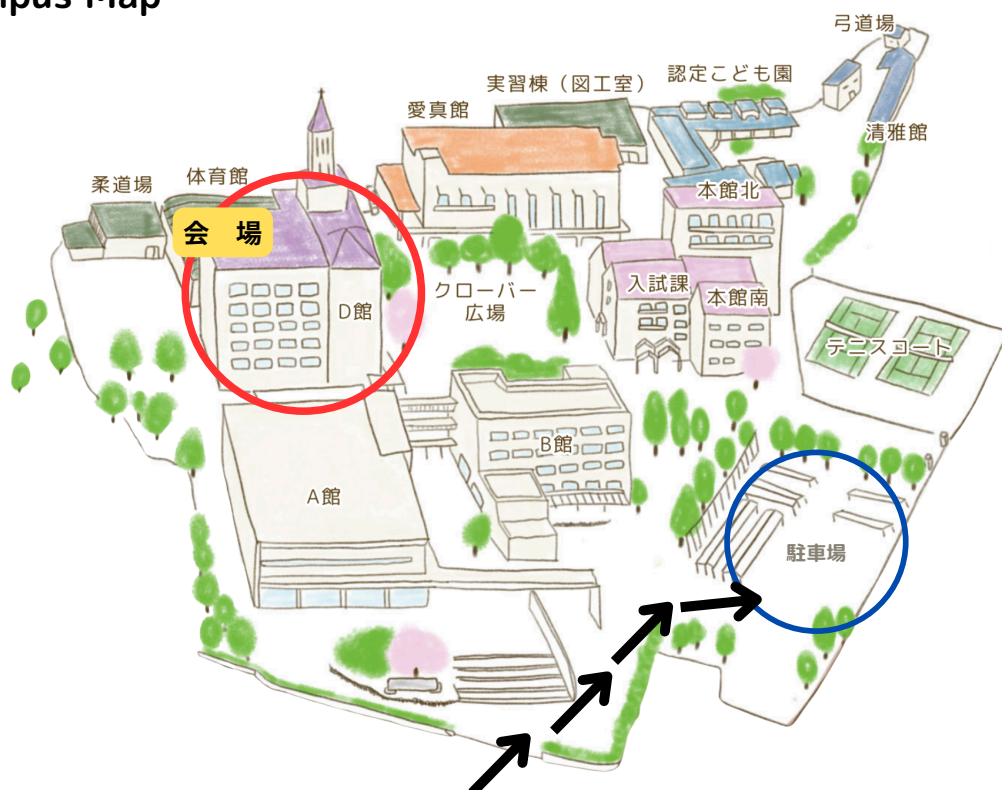 pus Map
弓道場
認定こども園
実習棟（図工室）
愛真館
清雅館
体育館
柔道場
本館北
会 場
入試課
本館南
クローバー
広場
D館
テニスコート
B館
A館
駐車場